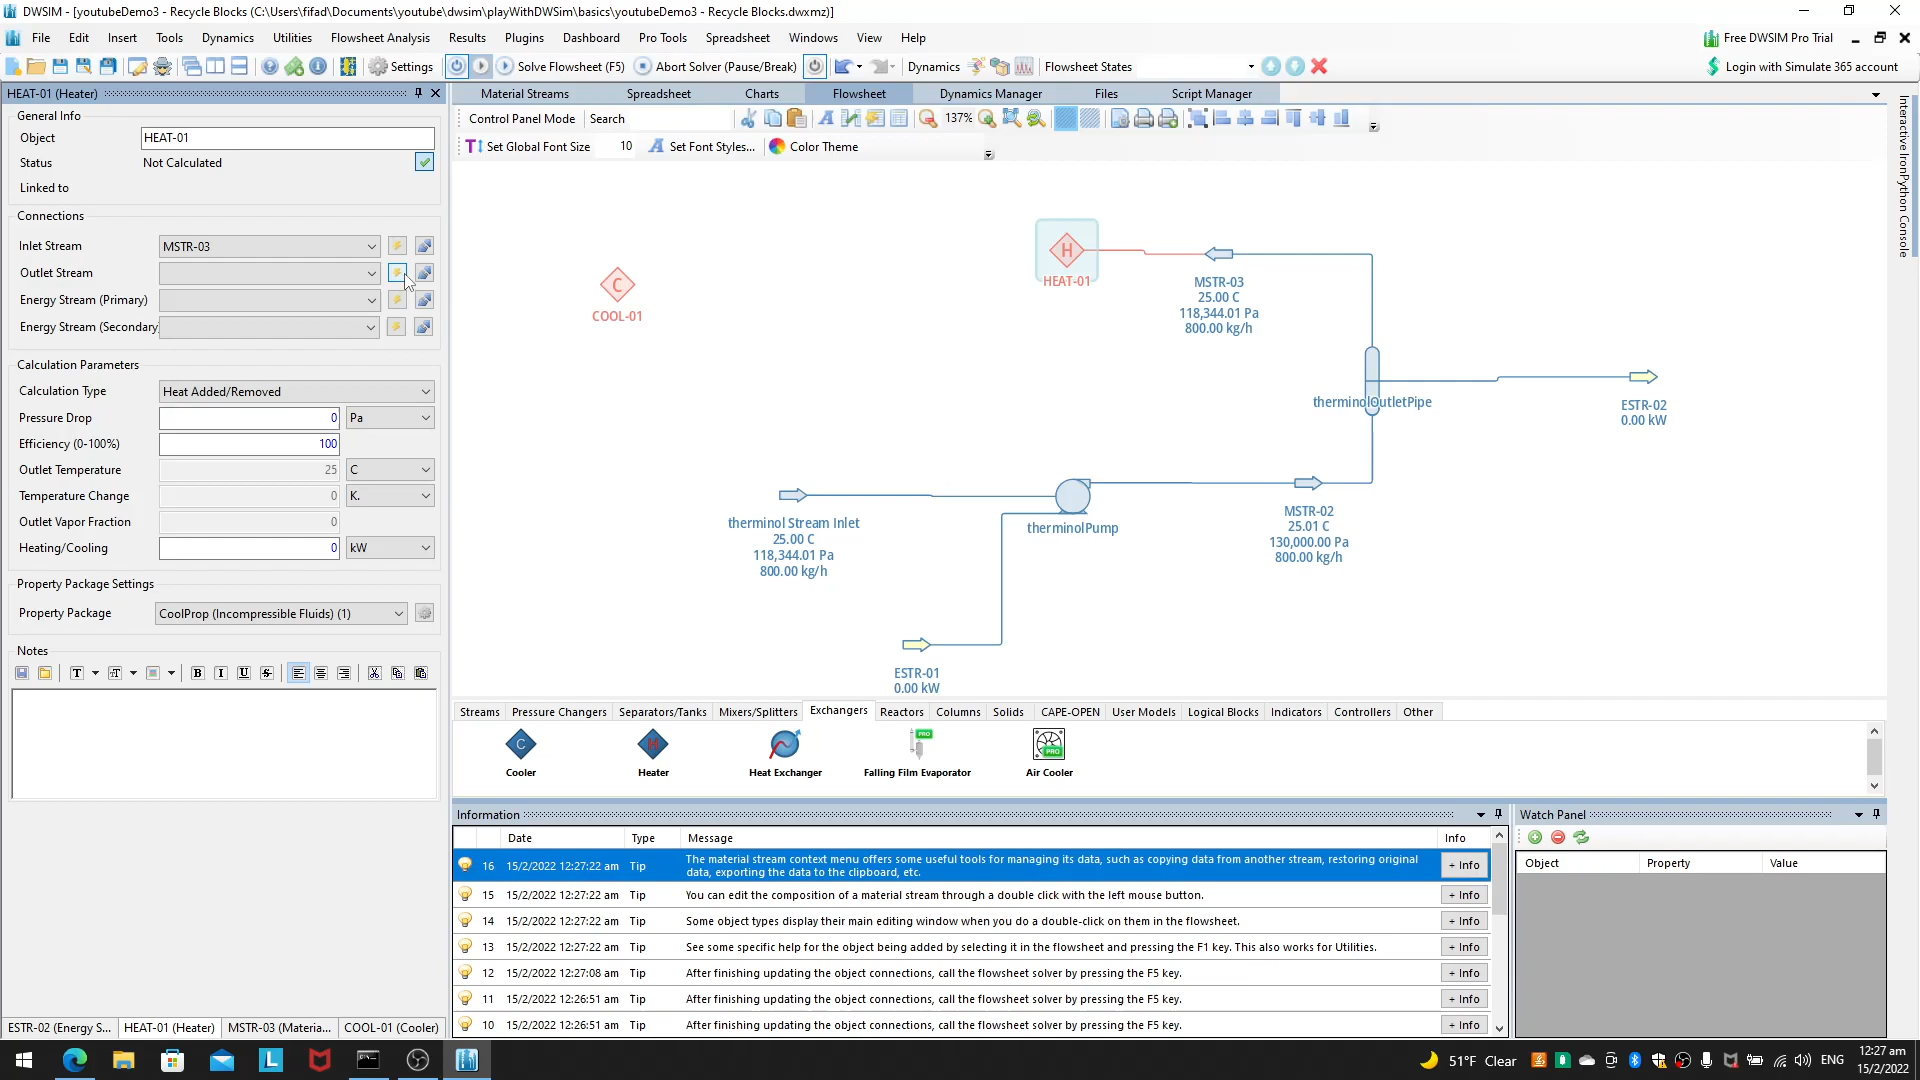 DWSIM - [youtubeDemo3 - Recycle Blocks (C:\Users\fifad\Documents\youtube\dwsim\playWithDWSim\basics\youtubeDemo3 - Recycle Blocks.dwxmz)]
File Edit Insert Tools Dynamics Utilities Flowsheet Analysis Results Plugins Dashboard Pro Tools Spreadsheet Windows View Help Free DWSIM Pro Trial
Settings Solve Flowsheet (F5) Abort Solver (Pause/Break) Dynamics Flowsheet States Login with Simulate 365 account
HEAT-01 (Heater)
General Info
Object HEAT-01
Status Not Calculated
Linked to
Connections
Inlet Stream MSTR-03
Outlet Stream
Energy Stream (Primary)
Energy Stream (Secondary
Calculation Parameters
Calculation Type Heat Added/Removed
Pressure Drop 0 Pa
Efficiency (0-100%) 100
Outlet Temperature 25 C
Temperature Change 0 K.
Outlet Vapor Fraction 0
Heating/Cooling 0 kW
Property Package Settings
Property Package CoolProp (Incompressible Fluids) (1)
Notes
T T B I U S
ESTR-02 (Energy S... HEAT-01 (Heater) MSTR-03 (Materia... COOL-01 (Cooler)
Material Streams Spreadsheet Charts Flowsheet Dynamics Manager Files Script Manager
Control Panel Mode Search 137%
Set Global Font Size 10 Set Font Styles... Color Theme
C
COOL-01
H
HEAT-01
MSTR-03
25.00 C
118,344.01 Pa
800.00 kg/h
therminolOutletPipe
ESTR-02
0.00 kW
therminol Stream Inlet
25.00 C
118,344.01 Pa
800.00 kg/h
therminolPump
MSTR-02
25.01 C
130,000.00 Pa
800.00 kg/h
ESTR-01
0.00 kW
Streams Pressure Changers Separators/Tanks Mixers/Splitters Exchangers Reactors Columns Solids CAPE-OPEN User Models Logical Blocks Indicators Controllers Other
C H PRO PRO
Cooler Heater Heat Exchanger Falling Film Evaporator Air Cooler
Information
Date Type Message Info
16 15/2/2022 12:27:22 am Tip The material stream context menu offers some useful tools for managing its data, such as copying data from another stream, restoring original
data, exporting the data to the clipboard, etc. + Info
15 15/2/2022 12:27:22 am Tip You can edit the composition of a material stream through a double click with the left mouse button. + Info
14 15/2/2022 12:27:22 am Tip Some object types display their main editing window when you do a double-click on them in the flowsheet. + Info
13 15/2/2022 12:27:22 am Tip See some specific help for the object being added by selecting it in the flowsheet and pressing the F1 key. This also works for Utilities. + Info
12 15/2/2022 12:27:08 am Tip After finishing updating the object connections, call the flowsheet solver by pressing the F5 key. + Info
11 15/2/2022 12:26:51 am Tip After finishing updating the object connections, call the flowsheet solver by pressing the F5 key. + Info
10 15/2/2022 12:26:51 am Tip After finishing updating the object connections, call the flowsheet solver by pressing the F5 key. + Info
Watch Panel
Object Property Value
Interactive IronPython Console
L
51°F Clear ENG
12:27 am
15/2/2022